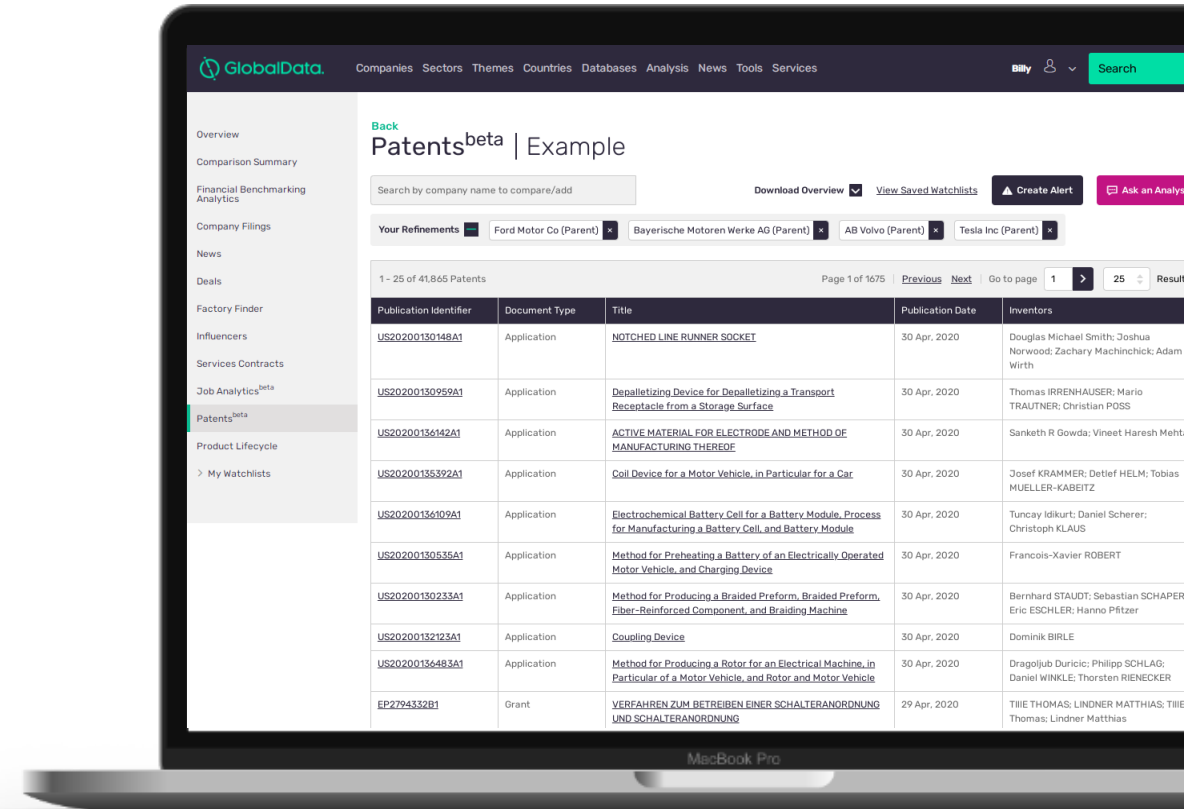 GlobalData.
Companies Sectors Themes Countries Databases Analysis News Tools Services
Billy
Search
Overview
Comparison Summary
Financial Benchmarking
Analytics
Company Filings
News
Deals
Factory Finder
Influencers
Services Contracts
Job Analytics beta
Patents beta
Product Lifecycle
> My Watchlists
Back
Patents beta | Example
Search by company name to compare/add
Download Overview
View Saved Watchlists
Create Alert
Ask an Analys
Your Refinements
Ford Motor Co (Parent) ×
Bayerische Motoren Werke AG (Parent) ×
AB Volvo (Parent) ×
Tesla Inc (Parent) ×
1 - 25 of 41,865 Patents
Page 1 of 1675 | Previous Next | Go to page 1 > 25 Result
Publication Identifier Document Type Title Publication Date Inventors
US20200130148A1 Application NOTCHED LINE RUNNER SOCKET 30 Apr, 2020 Douglas Michael Smith; Joshua
Norwood; Zachary Machinchick; Adam
Wirth
US20200130959A1 Application Depalletizing Device for Depalletizing a Transport 30 Apr, 2020 Thomas IRRENHAUSER; Mario
Receptacle from a Storage Surface TRAUTNER; Christian POSS
US20200136142A1 Application ACTIVE MATERIAL FOR ELECTRODE AND METHOD OF 30 Apr, 2020 Sanketh R Gowda; Vineet Haresh Mehta
MANUFACTURING THEREOF
US20200135392A1 Application Coil Device for a Motor Vehicle, in Particular for a Car 30 Apr, 2020 Josef KRAMMER; Detlef HELM; Tobias
MUELLER-KABEITZ
US20200136109A1 Application Electrochemical Battery Cell for a Battery Module, Process 30 Apr, 2020 Tuncay Idikurt; Daniel Scherer;
for Manufacturing a Battery Cell, and Battery Module Christoph KLAUS
US20200130535A1 Application Method for Preheating a Battery of an Electrically Operated 30 Apr, 2020 Francois-Xavier ROBERT
Motor Vehicle, and Charging Device
US20200130233A1 Application Method for Producing a Braided Preform, Braided Preform, 30 Apr, 2020 Bernhard STAUDT; Sebastian SCHAPER
Fiber-Reinforced Component, and Braiding Machine Eric ESCHLER; Hanno Pfitzer
US20200132123A1 Application Coupling Device 30 Apr, 2020 Dominik BIRLE
US20200136483A1 Application Method for Producing a Rotor for an Electrical Machine, in 30 Apr, 2020 Dragoljub Duricic; Philipp SCHLAG;
Particular of a Motor Vehicle, and Rotor and Motor Vehicle Daniel WINKLE; Thorsten RIENECKER
EP2794332B1 Grant VERFAHREN ZUM BETREIBEN EINER SCHALTERANORDNUNG 29 Apr, 2020 TIIIE THOMAS; LINDNER MATTHIAS; TIIIE
UND SCHALTERANORDNUNG Thomas; Lindner Matthias
MacBook Pro